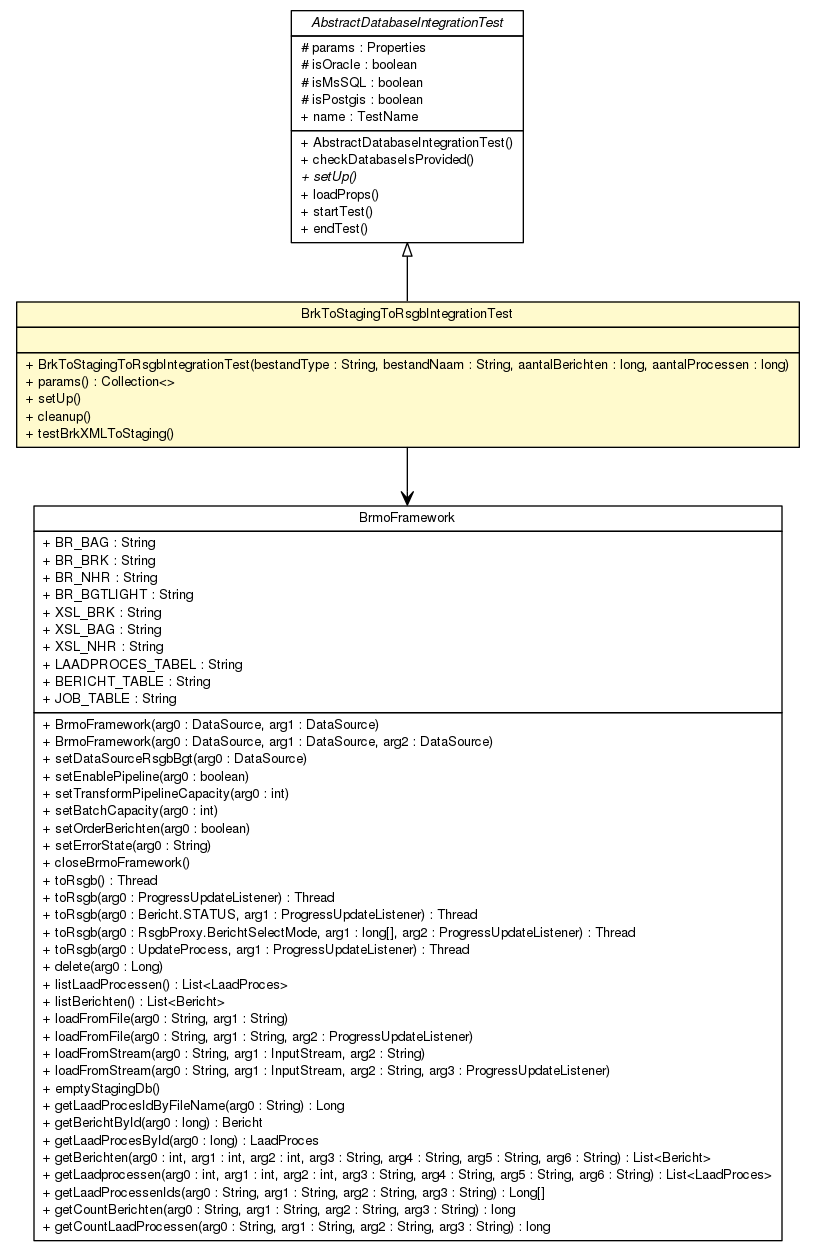 AbstractDatabaseIntegrationTest
# params : Properties
# isOracle : boolean
# isMsSQL : boolean
# isPostgis : boolean
+ name : TestName
+ AbstractDatabaseIntegrationTest()
+ checkDatabaseIsProvided()
+ setUp()
+ loadProps()
+ startTest()
+ endTest()
BrkToStagingToRsgbIntegrationTest
+ BrkToStagingToRsgbIntegrationTest(bestandType : String, bestandNaam : String, aantalBerichten : long, aantalProcessen : long)
+ params() : Collection<>
+ setUp()
+ cleanup()
+ testBrkXMLToStaging()
BrmoFramework
+ BR_BAG : String
+ BR_BRK : String
+ BR_NHR : String
+ BR_BGTLIGHT : String
+ XSL_BRK : String
+ XSL_BAG : String
+ XSL_NHR : String
+ LAADPROCES_TABEL : String
+ BERICHT_TABLE : String
+ JOB_TABLE : String
+ BrmoFramework(arg0 : DataSource, arg1 : DataSource)
+ BrmoFramework(arg0 : DataSource, arg1 : DataSource, arg2 : DataSource)
+ setDataSourceRsgbBgt(arg0 : DataSource)
+ setEnablePipeline(arg0 : boolean)
+ setTransformPipelineCapacity(arg0 : int)
+ setBatchCapacity(arg0 : int)
+ setOrderBerichten(arg0 : boolean)
+ setErrorState(arg0 : String)
+ closeBrmoFramework()
+ toRsgb() : Thread
+ toRsgb(arg0 : ProgressUpdateListener) : Thread
+ toRsgb(arg0 : Bericht.STATUS, arg1 : ProgressUpdateListener) : Thread
+ toRsgb(arg0 : RsgbProxy.BerichtSelectMode, arg1 : long[], arg2 : ProgressUpdateListener) : Thread
+ toRsgb(arg0 : UpdateProcess, arg1 : ProgressUpdateListener) : Thread
+ delete(arg0 : Long)
+ listLaadProcessen() : List<LaadProces>
+ listBerichten() : List<Bericht>
+ loadFromFile(arg0 : String, arg1 : String)
+ loadFromFile(arg0 : String, arg1 : String, arg2 : ProgressUpdateListener)
+ loadFromStream(arg0 : String, arg1 : InputStream, arg2 : String)
+ loadFromStream(arg0 : String, arg1 : InputStream, arg2 : String, arg3 : ProgressUpdateListener)
+ emptyStagingDb()
+ getLaadProcesIdByFileName(arg0 : String) : Long
+ getBerichtById(arg0 : long) : Bericht
+ getLaadProcesById(arg0 : long) : LaadProces
+ getBerichten(arg0 : int, arg1 : int, arg2 : int, arg3 : String, arg4 : String, arg5 : String, arg6 : String) : List<Bericht>
+ getLaadprocessen(arg0 : int, arg1 : int, arg2 : int, arg3 : String, arg4 : String, arg5 : String, arg6 : String) : List<LaadProces>
+ getLaadProcessenIds(arg0 : String, arg1 : String, arg2 : String, arg3 : String) : Long[]
+ getCountBerichten(arg0 : String, arg1 : String, arg2 : String, arg3 : String) : long
+ getCountLaadProcessen(arg0 : String, arg1 : String, arg2 : String, arg3 : String) : long